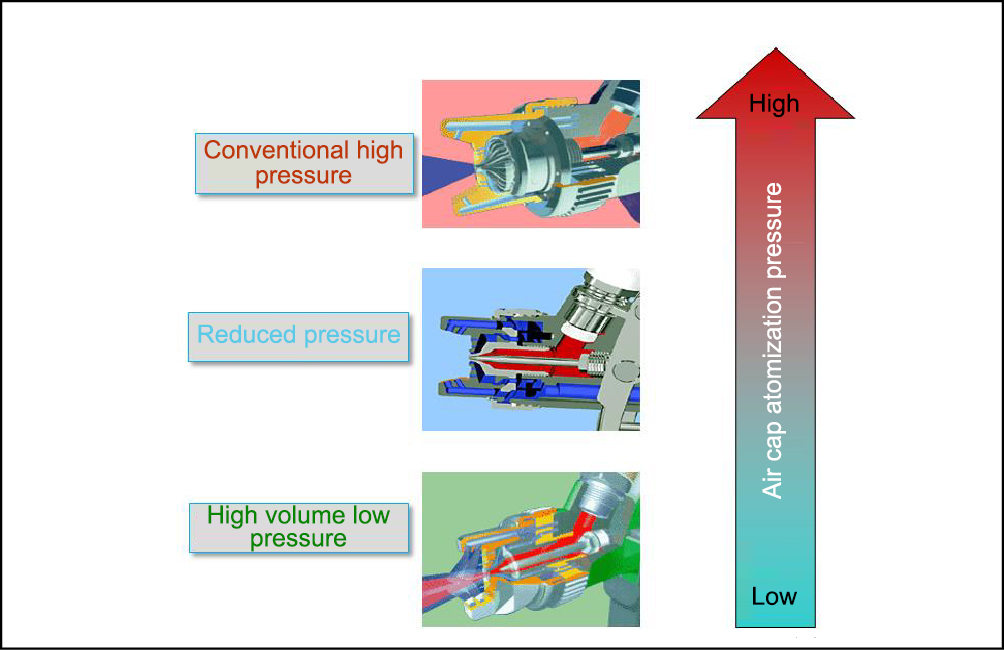 High
Conventional high
pressure
Air cap atomization pressure
Reduced pressure
High volume low
pressure
Low